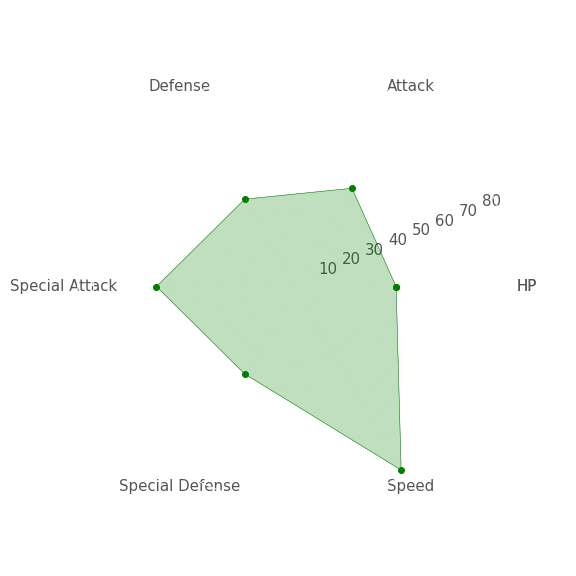 Defense
Attack
80
70
60
50
40
30
20
10
Special Attack
HP
Special Defense
Speed